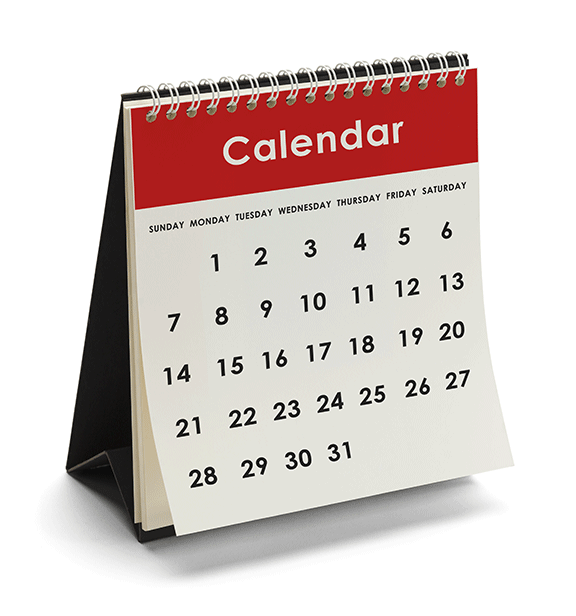 Calendar
SUNDAY MONDAY TUESDAY WEDNESDAY THURSDAY FRIDAY SATURDAY
1 2 3 4 5 6
7 8 9 10 11 12 13
14 15 16 17 18 19 20
21 22 23 24 25 26 27
28 29 30 31